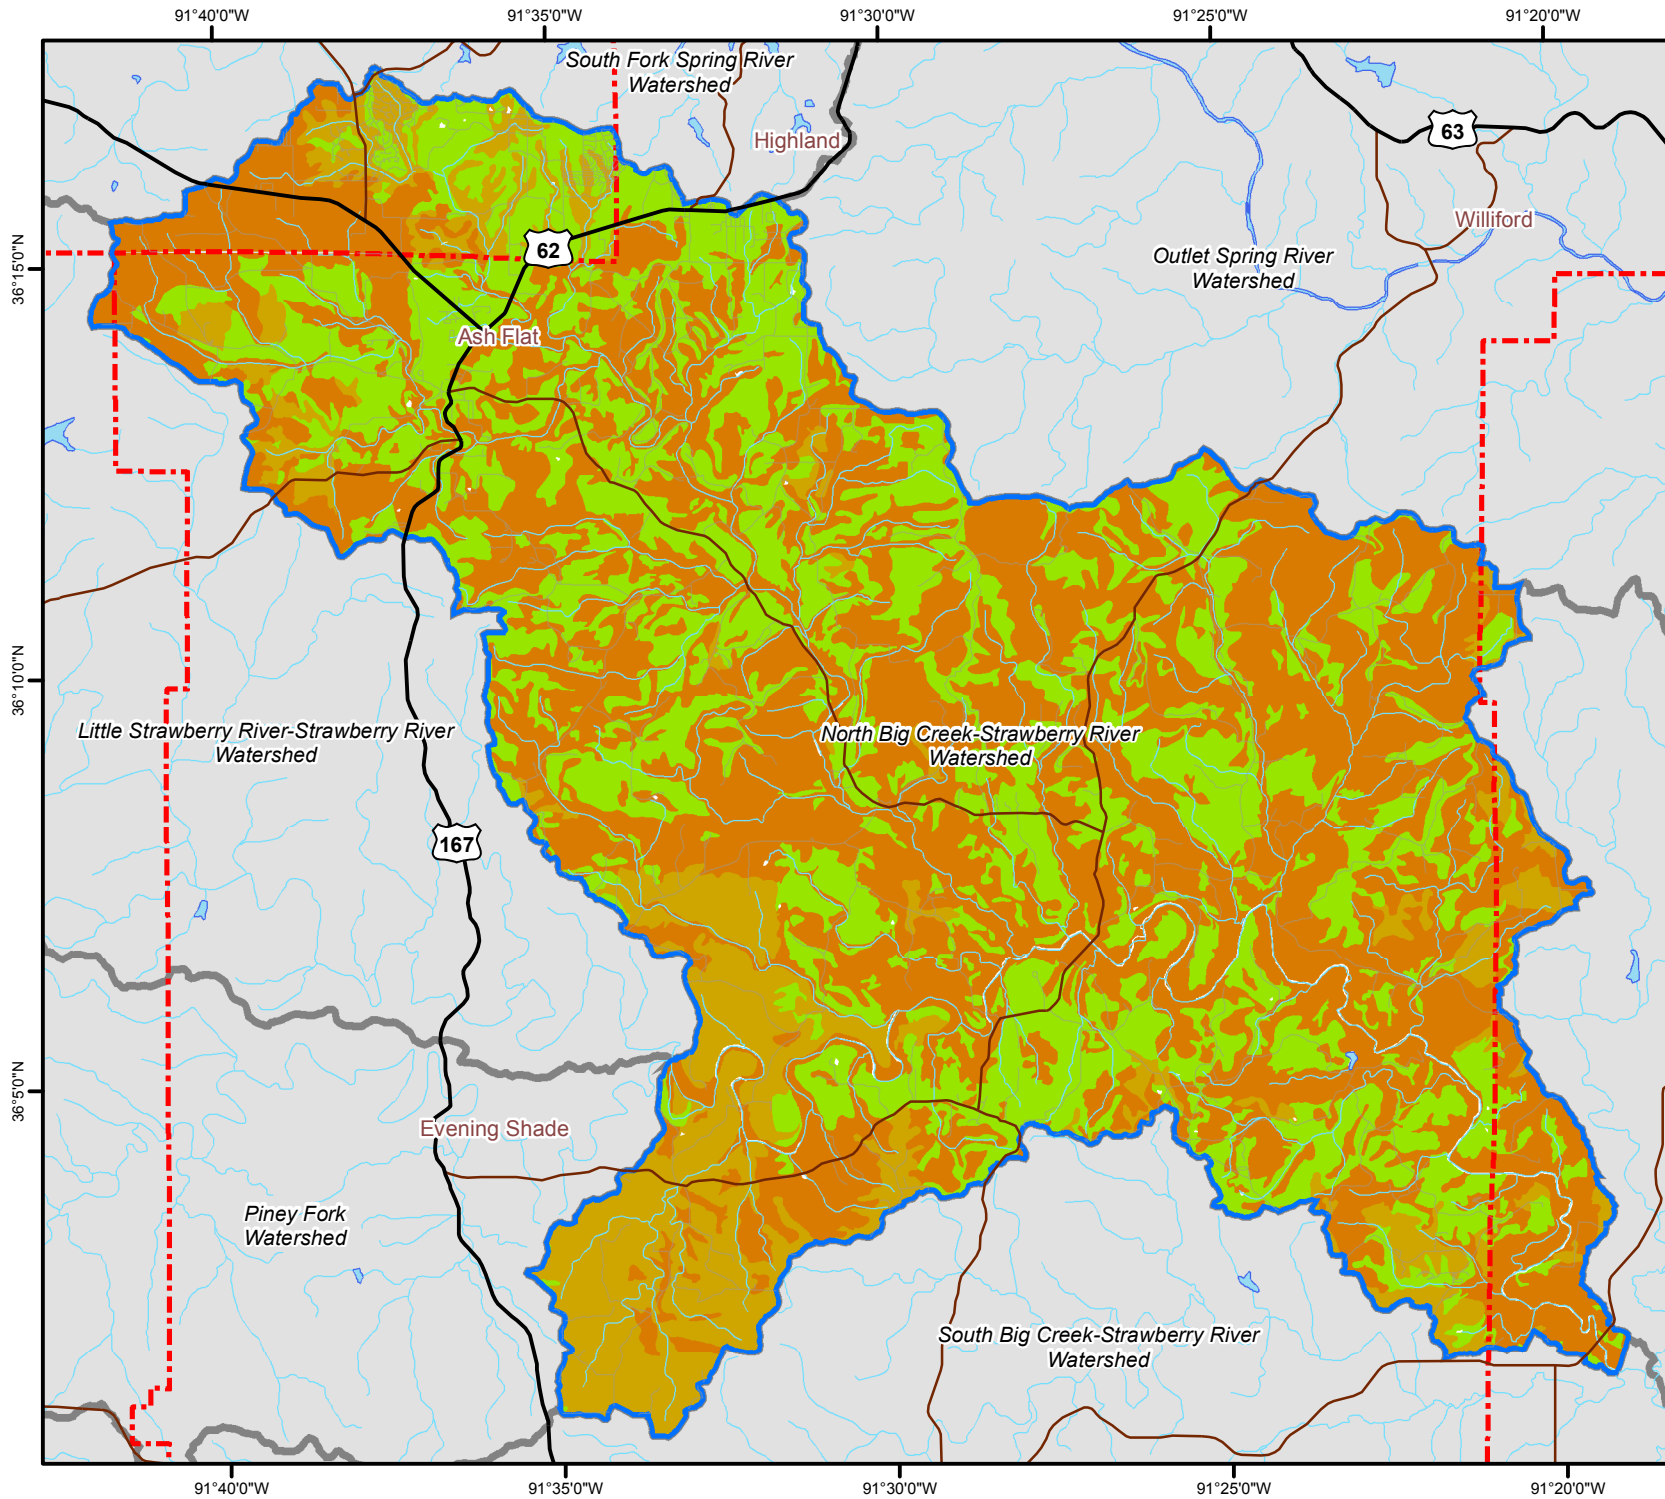 91°40'0"W
91°35'0"W
91°30'0"W
91°25'0"W
91°20'0"W
South Fork Spring River
Watershed
Highland
63
Williford
36°15'0"N
62
Outlet Spring River
Watershed
Ash Flat
36°10'0"N
Little Strawberry River-Strawberry River
Watershed
North Big Creek-Strawberry River
Watershed
167
36°5'0"N
Evening Shade
Piney Fork
Watershed
South Big Creek-Strawberry River
Watershed
91°40'0"W
91°35'0"W
91°30'0"W
91°25'0"W
91°20'0"W